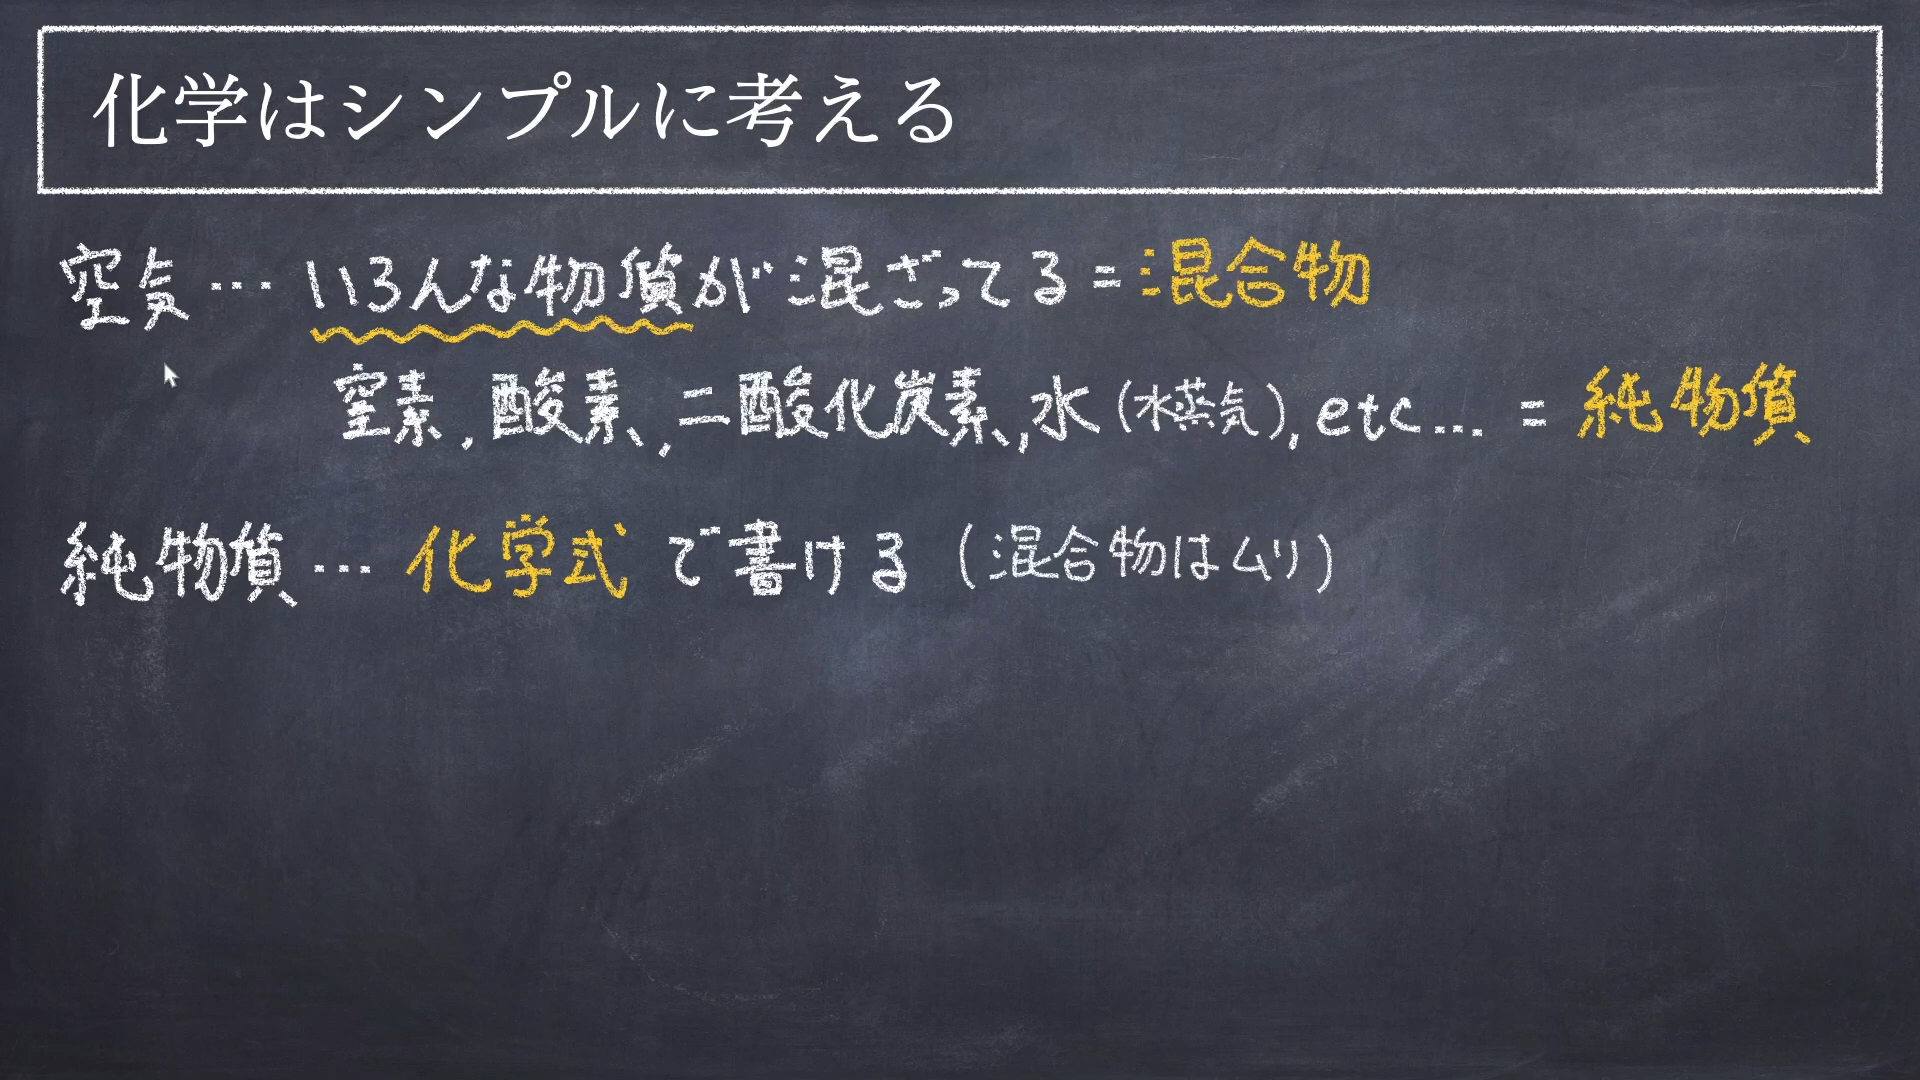 化学はシンプルに考える
空気… いろんな物質が混ざってる=混合物
窒素,酸素,二酸化炭素,水(水蒸気),etc… = 純物質
純物質… 化学式で書ける (混合物はムリ)